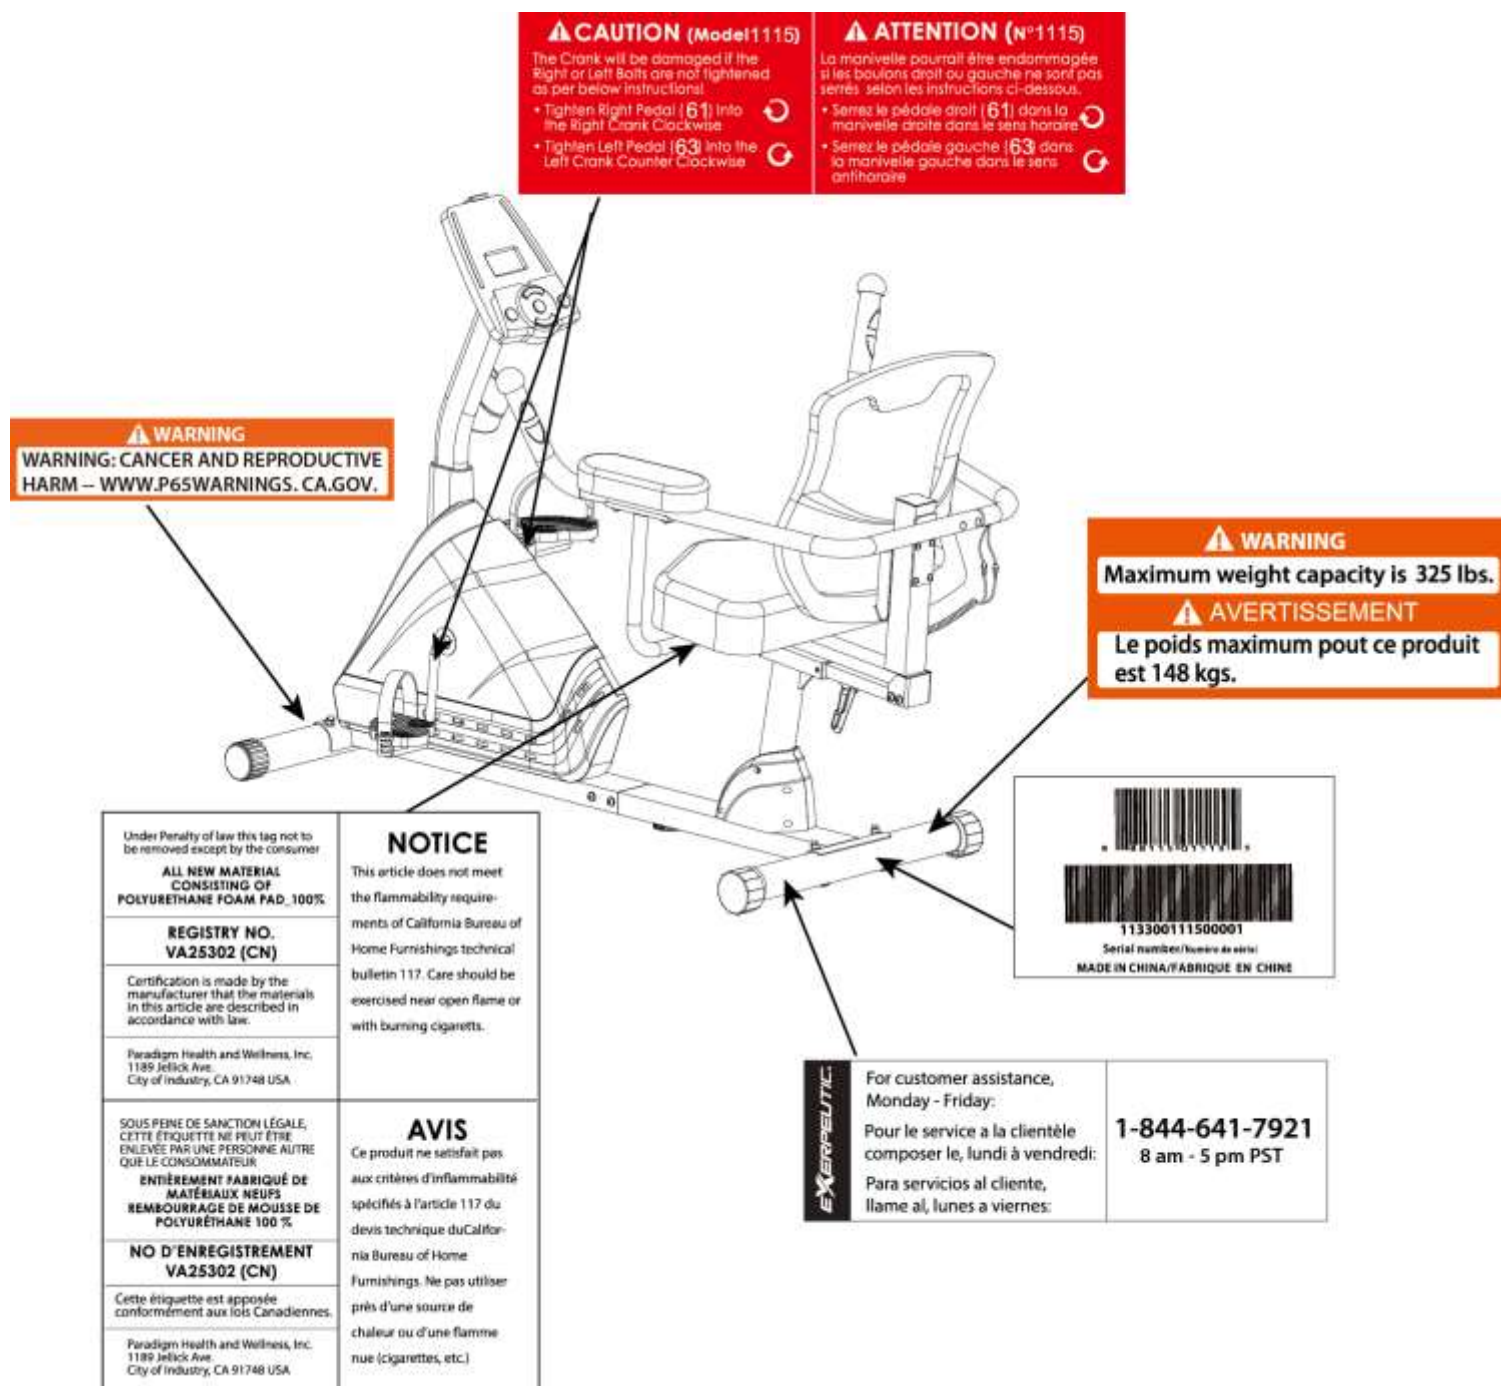 CAUTION (Model1115)
The Crank will be damaged if the
Right or Left Bolts are not tightened
as per below instructions!
• Tighten Right Pedal (61) Into
the Right Crank Clockwise
• Tighten Left Pedal (63) Into the
Left Crank Counter Clockwise
ATTENTION (N°1115)
La manivelle pourrait être endommagée
si les boulons droit ou gauche ne sont pas
serrés selon les instructions ci-dessous.
• Serrez le pédale droit (61) dans la
manivelle droite dans le sens horaire
• Serrez le pédale gauche (63) dans
la manivelle gauche dans le sens
antihoraire
WARNING
WARNING: CANCER AND REPRODUCTIVE
HARM – WWW.P65WARNINGS. CA.GOV.
WARNING
Maximum weight capacity is 325 lbs.
AVERTISSEMENT
Le poids maximum pout ce produit
est 148 kgs.
113300111500001
Serial number/Numéro de série:
MADE IN CHINA/FABRIQUE EN CHINE
Under Penalty of law this tag not to
be removed except by the consumer
ALL NEW MATERIAL
CONSISTING OF
POLYURETHANE FOAM PAD_100%
REGISTRY NO.
VA25302 (CN)
Certification is made by the
manufacturer that the materials
in this article are described in
accordance with law.
Paradigm Health and Wellness, Inc.
1189 Jellick Ave.
City of Industry, CA 91748 USA
NOTICE
This article does not meet
the flammability require-
ments of California Bureau of
Home Furnishings technical
bulletin 117. Care should be
exercised near open flame or
with burning cigaretts.
SOUS PEINE DE SANCTION LÉGALE,
CETTE ÉTIQUETTE NE PEUT ÊTRE
ENLEVÉE PAR UNE PERSONNE AUTRE
QUE LE CONSOMMATEUR
ENTIÈREMENT FABRIQUÉ DE
MATÉRIAUX NEUFS
REMBOURRAGE DE MOUSSE DE
POLYURÉTHANE 100 %
NO D'ENREGISTREMENT
VA25302 (CN)
Cette étiquette est apposée
conformément aux lois Canadiennes.
Paradigm Health and Wellness, Inc.
1189 Jellick Ave.
City of Industry, CA 91748 USA
AVIS
Ce produit ne satisfait pas
aux critères d'inflammabilité
spécifiés à l'article 117 du
devis technique duCalifor-
nia Bureau of Home
Furnishings. Ne pas utiliser
près d'une source de
chaleur ou d'une flamme
nue (cigarettes, etc.)
EXERPEUTIC.
For customer assistance,
Monday - Friday:
Pour le service a la clientèle
composer le, lundi à vendredi:
Para servicios al cliente,
llame al, lunes a viernes:
1-844-641-7921
8 am - 5 pm PST